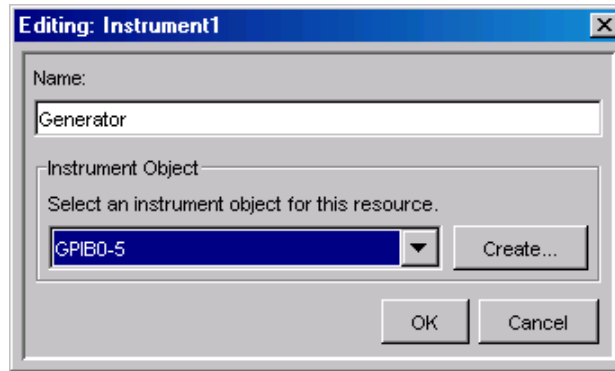 Editing: Instrument1
Name:
Generator
Instrument Object
Select an instrument object for this resource.
GPIB0-5
Create...
OK
Cancel